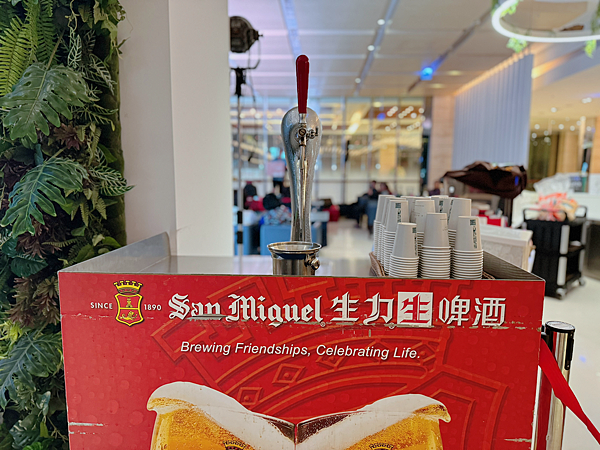 SINCE 1890 San Miguel 生力生啤酒
Brewing Friendships, Celebrating Life.